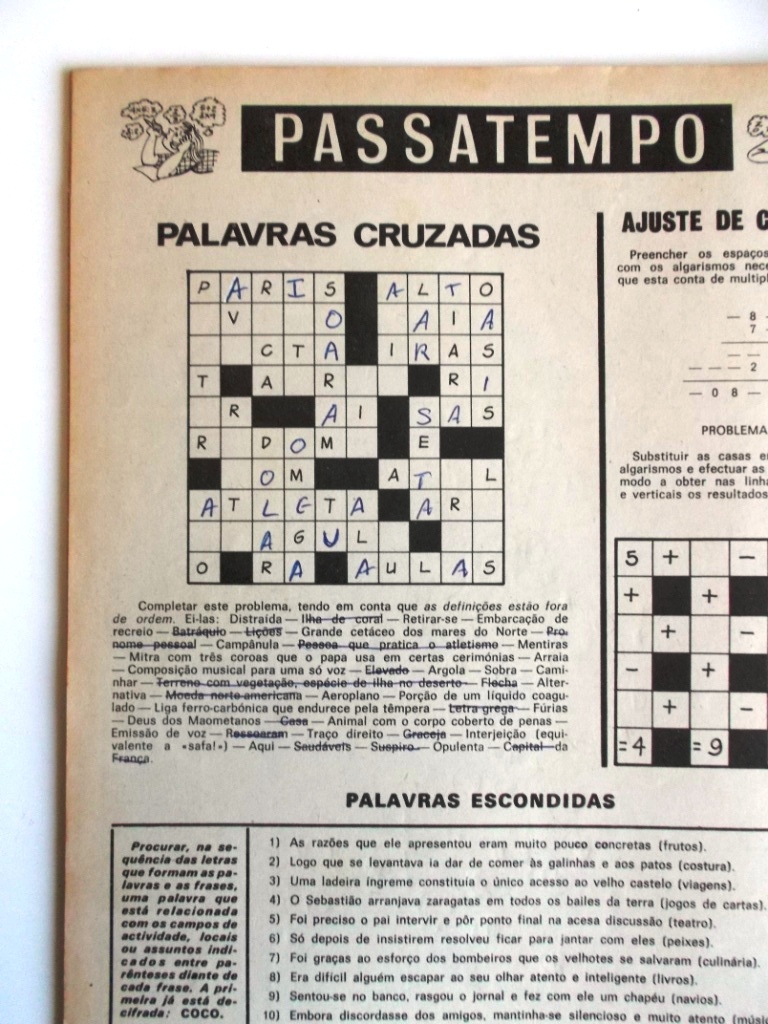 PASSATEMPO
PALAVRAS CRUZADAS
P A R I S A L T O
V O A I A
C T A I R A S
T A R R I
R A I S A S
R D O M E
O M A T L
A T L E T A A R
A G U L
O R A A U L A S
Completar este problema, tendo em conta que as definições estão fora
de ordem. Ei-las: Distraída — Ilha de coral — Retirar-se — Embarcação de
recreio — Batráquio — Lições — Grande cetáceo dos mares do Norte — Pro-
nome pessoal — Campânula — Pessoa que pratica o atletismo — Mentiras
— Mitra com três coroas que o papa usa em certas cerimónias — Arraia
— Composição musical para uma só voz — Elevado — Argola — Sobra — Cami-
nhar — Terreno com vegetação, espécie de ilha no deserto — Flecha — Alter-
nativa — Moeda norte-americana — Aeroplano — Porção de um líquido coagu-
lado — Liga ferro-carbónica que endurece pela têmpera — Letra grega — Fúrias
— Deus dos Maometanos — Casa — Animal com o corpo coberto de penas —
Emissão de voz — Ressoaram — Traço direito — Graceja — Interjeição (equi-
valente a «safa!») — Aqui — Saudáveis — Suspiro — Opulenta — Capital da
França.
AJUSTE DE C
Preencher os espaços
com os algarismos nece
que esta conta de multipl
— 8
7
— —
— — — 2
— 0 8 —
PROBLEMA
Substituir as casas e
algarismos e efectuar as
modo a obter nas linha
e verticais os resultados
5 + —
+ +
+ —
— +
+ —
=4 =9
PALAVRAS ESCONDIDAS
Procurar, na se-
quência das letras
que formam as pa-
lavras e as frases,
uma palavra que
está relacionada
com os campos de
actividade, locais
ou assuntos indi-
cados entre pa-
rênteses diante de
cada frase. A pri-
meira já está de-
cifrada: COCO.
1) As razões que ele apresentou eram muito pouco concretas (frutos).
2) Logo que se levantava ia dar de comer às galinhas e aos patos (costura).
3) Uma ladeira íngreme constituía o único acesso ao velho castelo (viagens).
4) O Sebastião arranjava zaragatas em todos os bailes da terra (jogos de cartas).
5) Foi preciso o pai intervir e pôr ponto final na acesa discussão (teatro).
6) Só depois de insistirem resolveu ficar para jantar com eles (peixes).
7) Foi graças ao esforço dos bombeiros que os velhotes se salvaram (culinária).
8) Era difícil alguém escapar ao seu olhar atento e inteligente (livros).
9) Sentou-se no banco, rasgou o jornal e fez com ele um chapéu (navios).
10) Embora discordasse dos amigos, mantinha-se silencioso e muito atento (músi